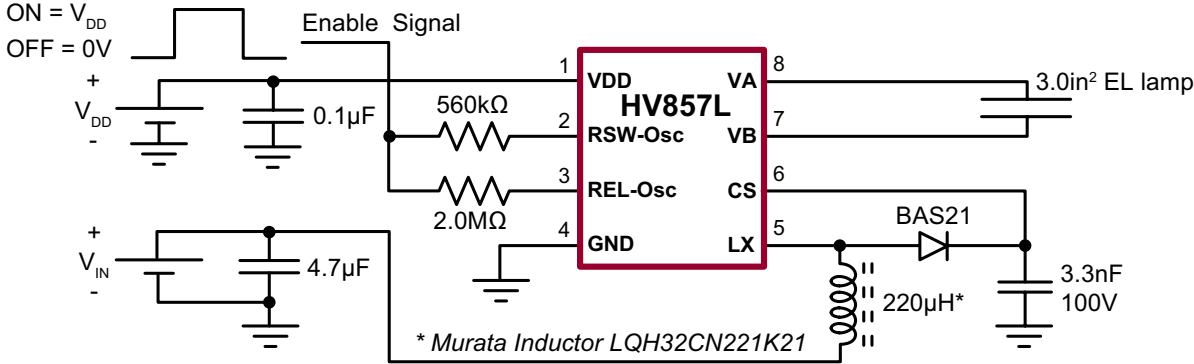 ON = VDD
OFF = 0V
Enable Signal
+
VDD
-
0.1µF
560kΩ
2.0MΩ
1
VDD
2
RSW-Osc
3
REL-Osc
4
GND
HV857L
VA
8
VB
7
CS
6
LX
5
3.0in² EL lamp
BAS21
+
VIN
-
4.7µF
220µH*
3.3nF
100V
* Murata Inductor LQH32CN221K21